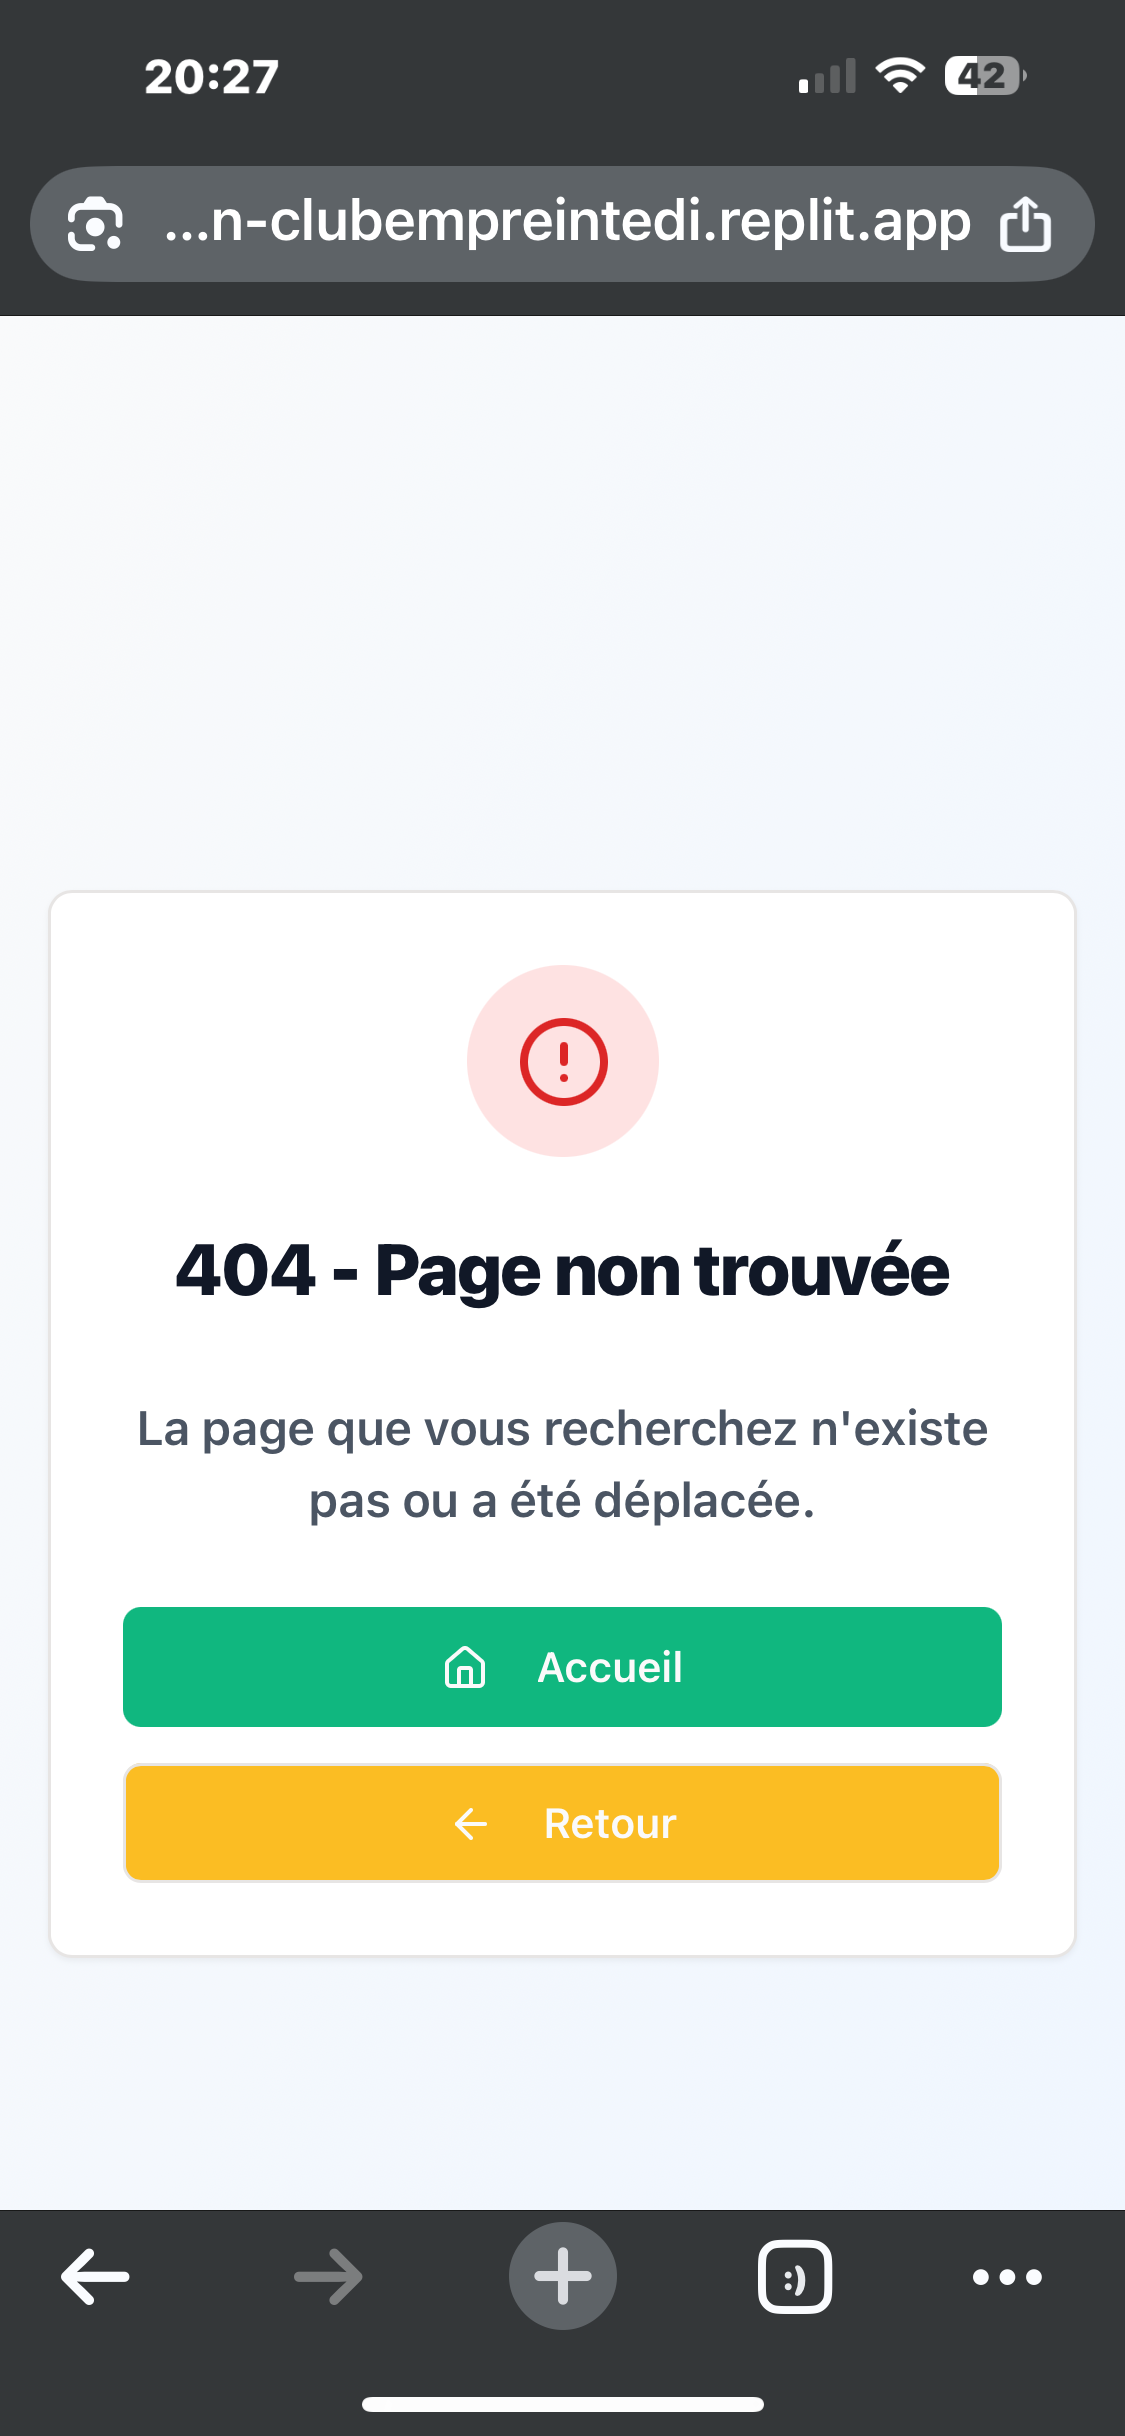 20:27
42
...n-clubempreintedi.replit.app
404 - Page non trouvée
La page que vous recherchez n'existe
pas ou a été déplacée.
Accueil
Retour
:)